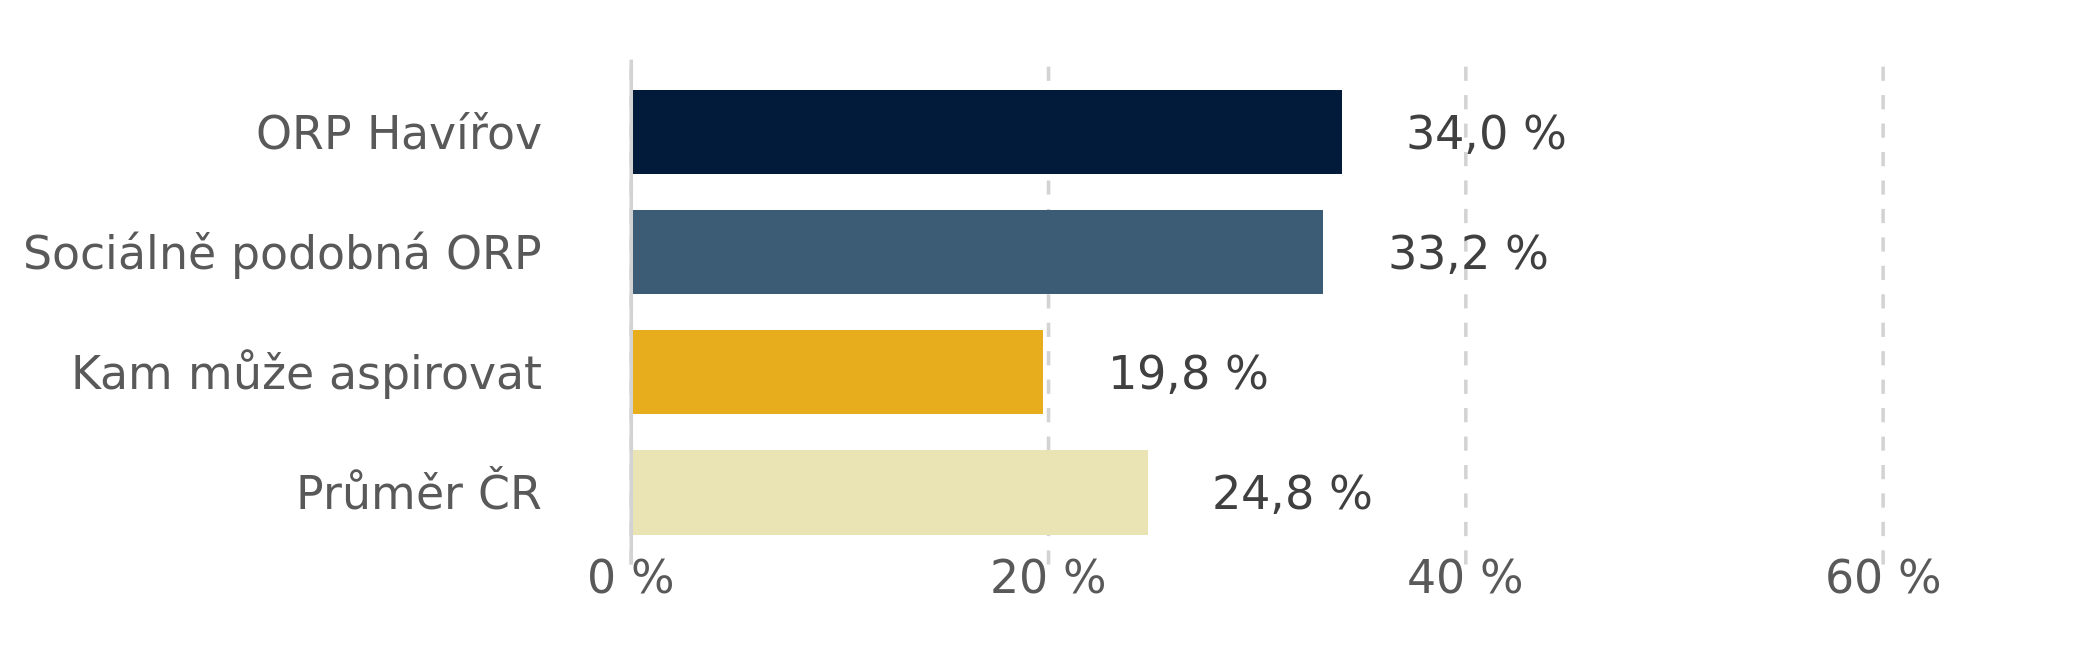 ORP Havířov 34,0 %
Sociálně podobná ORP 33,2 %
Kam může aspirovat 19,8 %
Průměr ČR 24,8 %
0 % 20 % 40 % 60 %